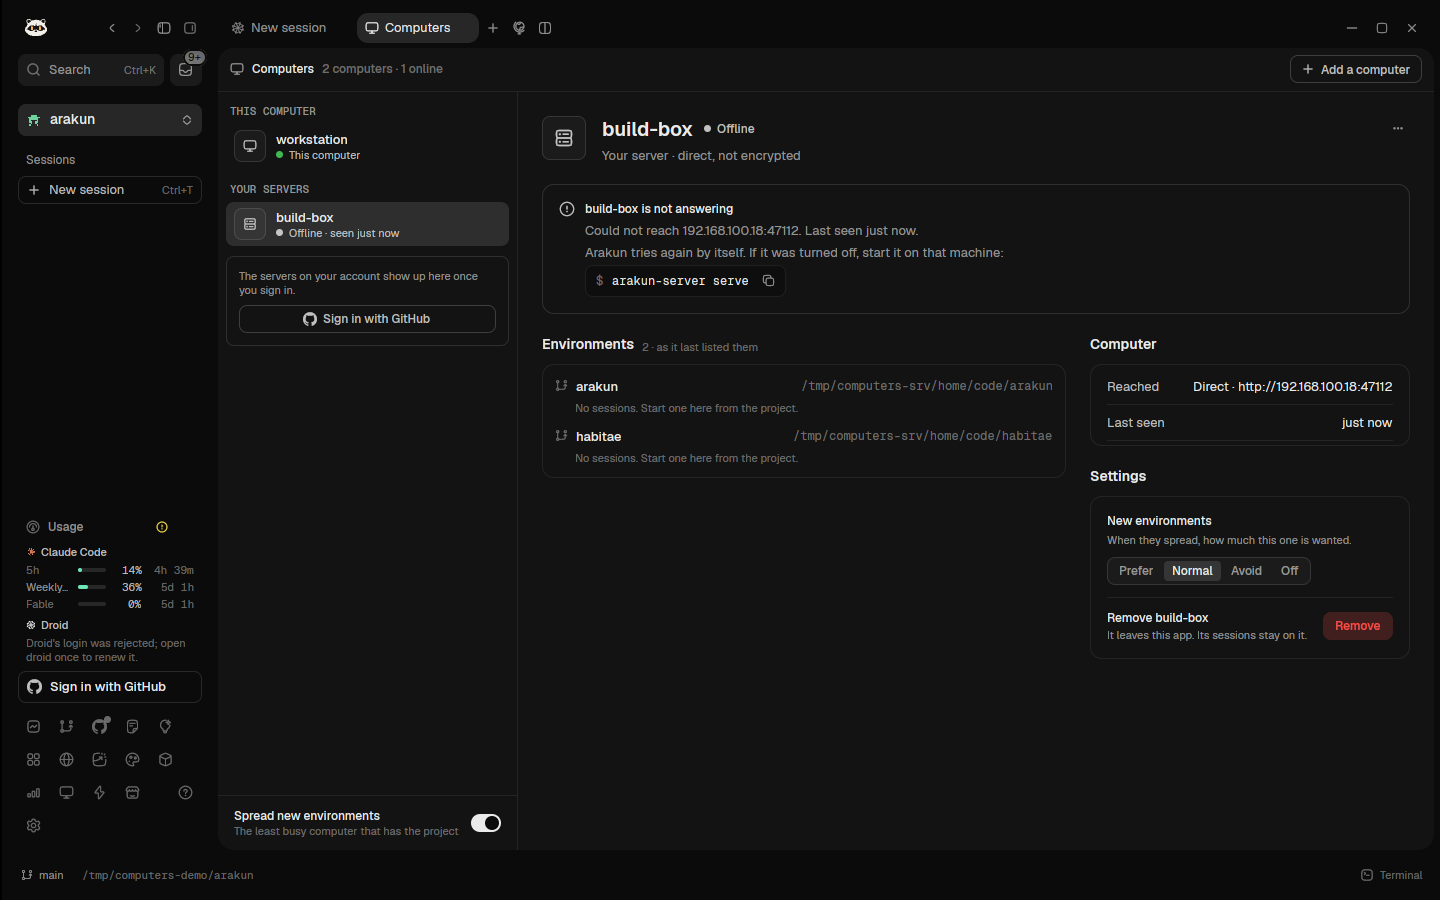 New session
Computers
Search
Ctrl+K
9+
Computers
2 computers · 1 online
Add a computer
arakun
Sessions
New session
Ctrl+T
THIS COMPUTER
workstation
This computer
YOUR SERVERS
build-box
Offline · seen just now
The servers on your account show up here once
you sign in.
Sign in with GitHub
build-box
Offline
Your server · direct, not encrypted
build-box is not answering
Could not reach 192.168.100.18:47112. Last seen just now.
Arakun tries again by itself. If it was turned off, start it on that machine:
$ arakun-server serve
Environments
2 · as it last listed them
arakun
/tmp/computers-srv/home/code/arakun
No sessions. Start one here from the project.
habitae
/tmp/computers-srv/home/code/habitae
No sessions. Start one here from the project.
Computer
Reached
Direct · http://192.168.100.18:47112
Last seen
just now
Settings
New environments
When they spread, how much this one is wanted.
Prefer
Normal
Avoid
Off
Remove build-box
It leaves this app. Its sessions stay on it.
Remove
Usage
Claude Code
5h
14%
4h 39m
Weekly...
36%
5d 1h
Fable
0%
5d 1h
Droid
Droid's login was rejected; open
droid once to renew it.
Sign in with GitHub
Spread new environments
The least busy computer that has the project
main
/tmp/computers-demo/arakun
Terminal